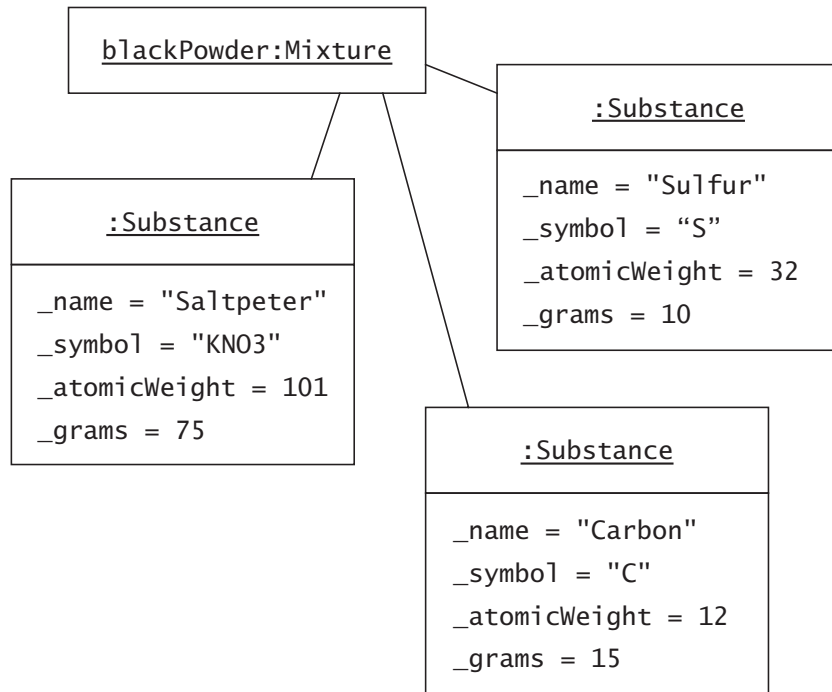 blackPowder:Mixture
:Substance
_name = "Sulfur"
_symbol = “S”
_atomicWeight = 32
_grams = 10
:Substance
_name = "Saltpeter"
_symbol = "KNO3"
_atomicWeight = 101
_grams = 75
:Substance
_name = "Carbon"
_symbol = "C"
_atomicWeight = 12
_grams = 15